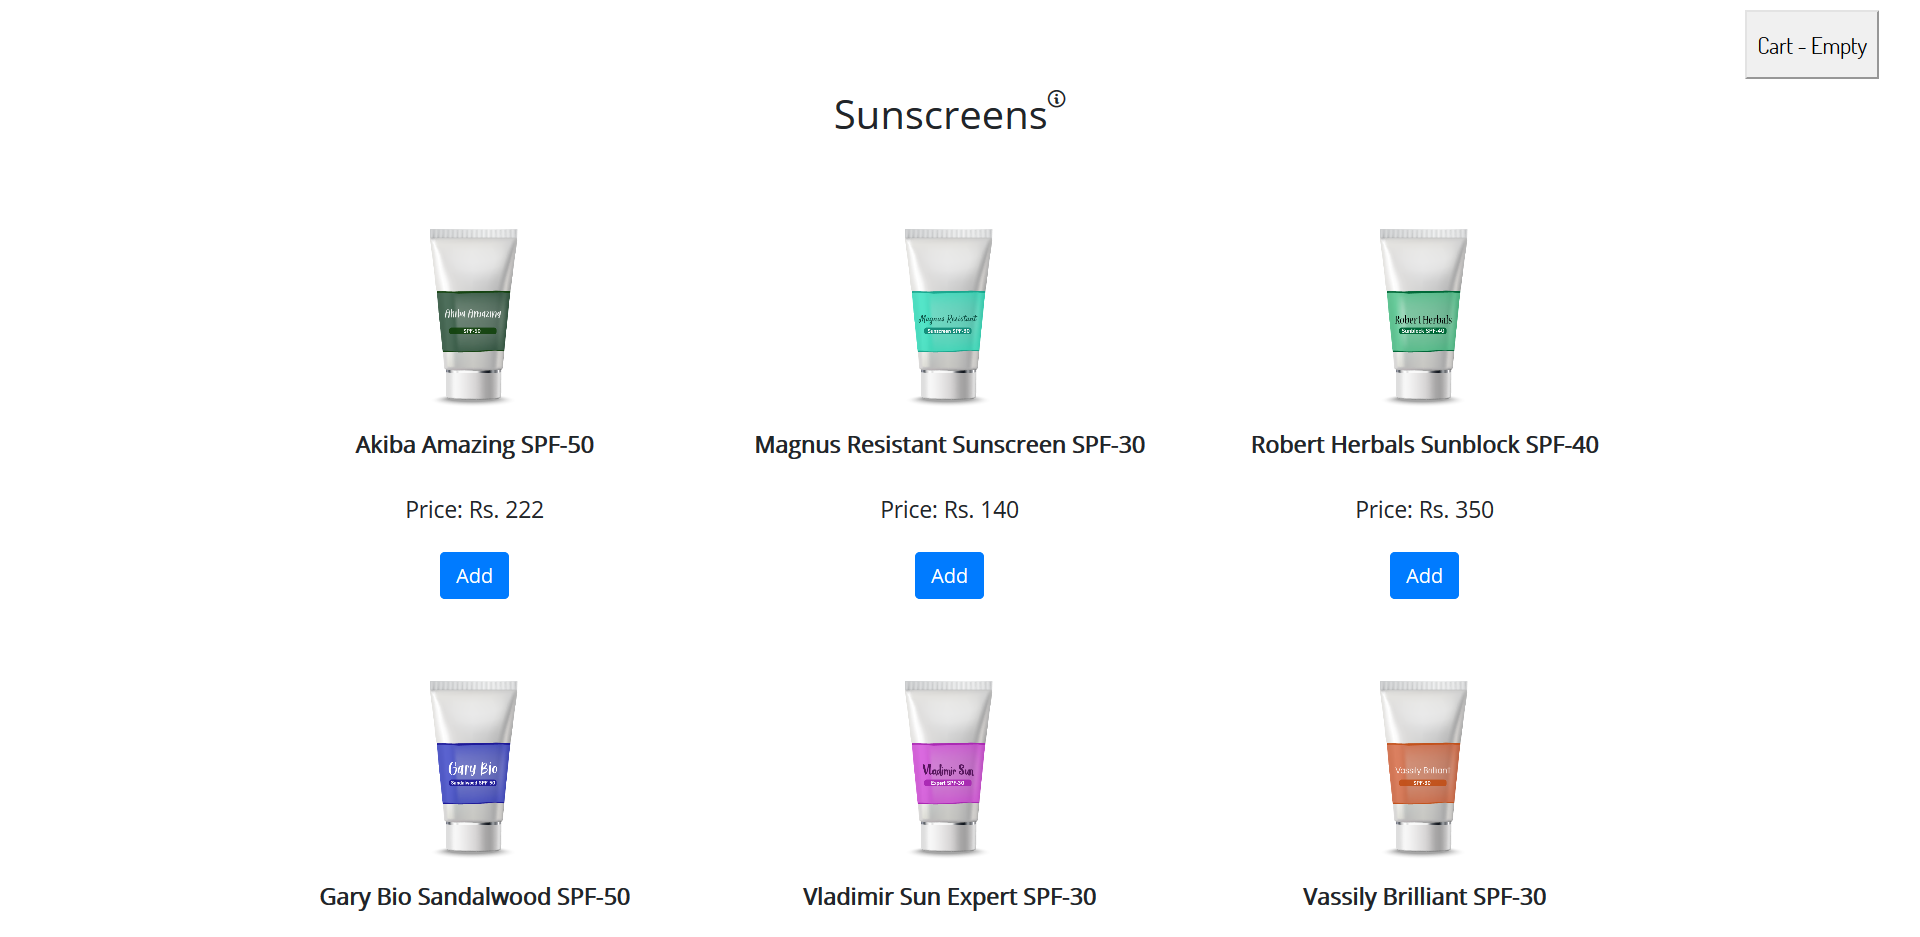 Cart - Empty
Sunscreens
Akiba Amazing
SPF-50
Magnus Resistant
Sunscreen SPF-30
Robert Herbals
Sunblock SPF-40
Akiba Amazing SPF-50
Magnus Resistant Sunscreen SPF-30
Robert Herbals Sunblock SPF-40
Price: Rs. 222
Price: Rs. 140
Price: Rs. 350
Add
Add
Add
Gary Bio
Sandalwood SPF-50
Vladimir Sun
Expert SPF-30
Vassily Brilliant
SPF-30
Gary Bio Sandalwood SPF-50
Vladimir Sun Expert SPF-30
Vassily Brilliant SPF-30